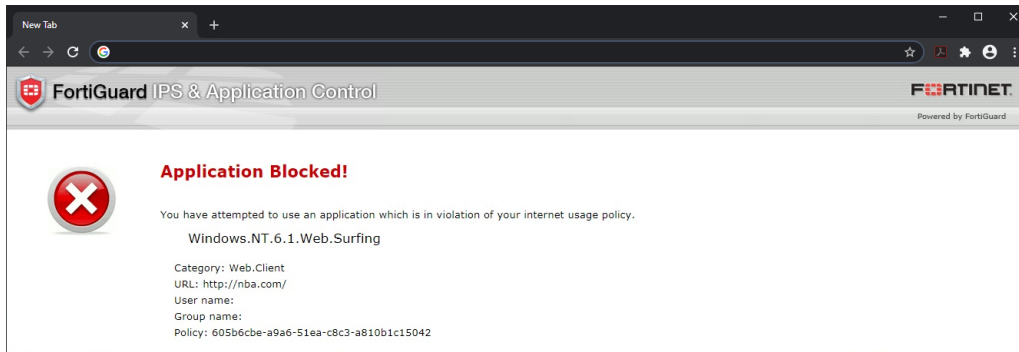 New Tab
FortiGuard IPS & Application Control
FORTINET
Powered by FortiGuard
Application Blocked!
You have attempted to use an application which is in violation of your internet usage policy.
Windows.NT.6.1.Web.Surfing
Category: Web.Client
URL: http://nba.com/
User name:
Group name:
Policy: 605b6cbe-a9a6-51ea-c8c3-a810b1c15042